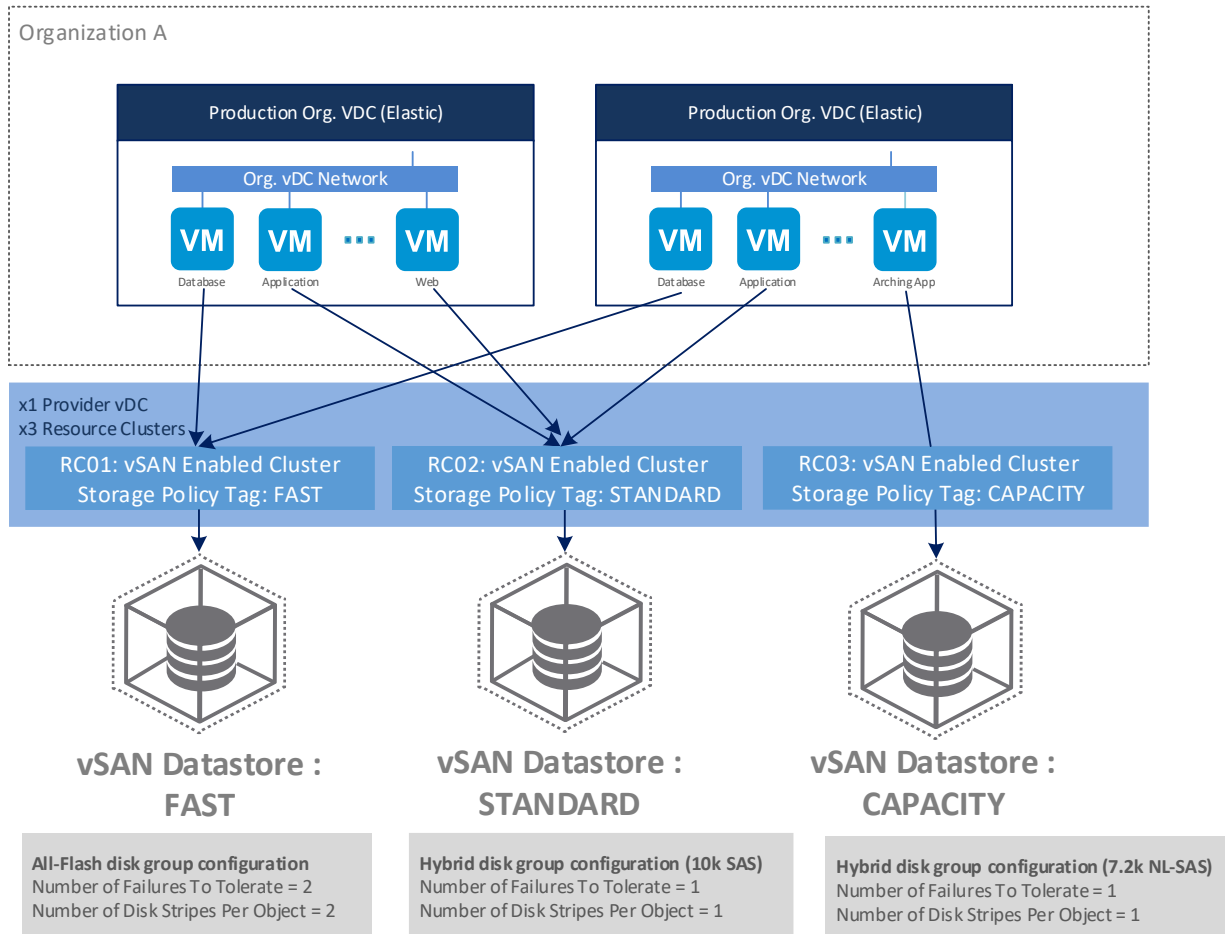 Organization A
Production Org. VDC (Elastic)
Org. vDC Network
VM
VM
VM
Database
Application
Web
Production Org. VDC (Elastic)
Org. vDC Network
VM
VM
VM
Database
Application
Arching App
x1 Provider vDC
x3 Resource Clusters
RC01: vSAN Enabled Cluster
Storage Policy Tag: FAST
RC02: vSAN Enabled Cluster
Storage Policy Tag: STANDARD
RC03: vSAN Enabled Cluster
Storage Policy Tag: CAPACITY
vSAN Datastore :
FAST
vSAN Datastore :
STANDARD
vSAN Datastore :
CAPACITY
All-Flash disk group configuration
Number of Failures To Tolerate = 2
Number of Disk Stripes Per Object = 2
Hybrid disk group configuration (10k SAS)
Number of Failures To Tolerate = 1
Number of Disk Stripes Per Object = 1
Hybrid disk group configuration (7.2k NL-SAS)
Number of Failures To Tolerate = 1
Number of Disk Stripes Per Object = 1